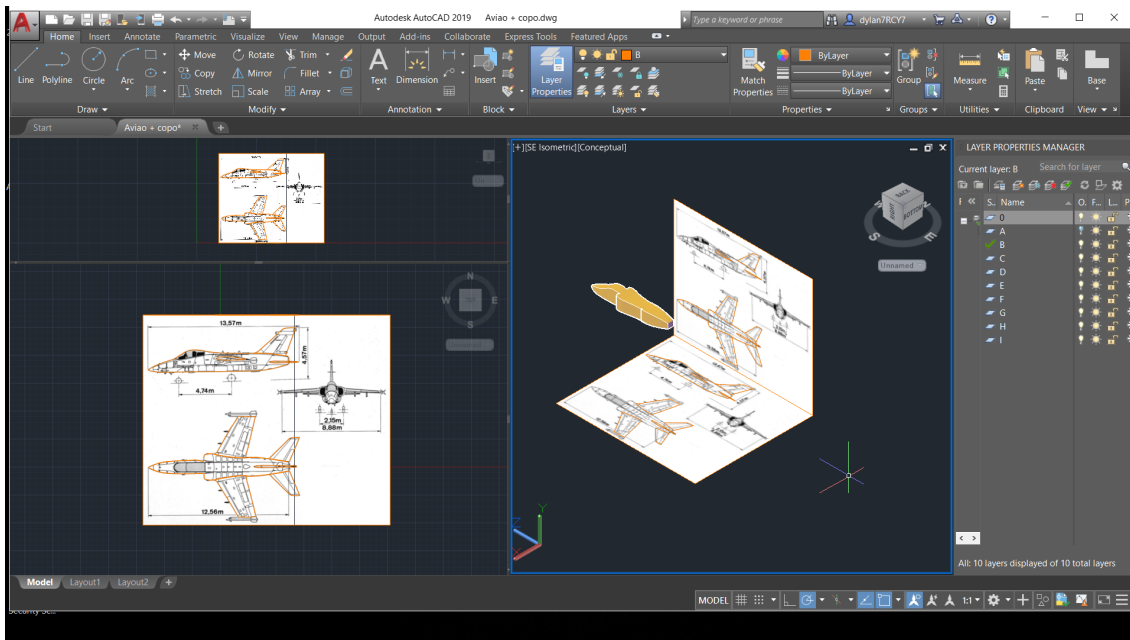 Autodesk AutoCAD 2019 Aviao + copo.dwg
Type a keyword or phrase
dylan7RCY7
Home Insert Annotate Parametric Visualize View Manage Output Add-ins Collaborate Express Tools Featured Apps
Line Polyline Circle Arc
Move Rotate Trim
Copy Mirror Fillet
Stretch Scale Array
Text Dimension
Insert
Layer Properties
B
Match Properties
ByLayer
ByLayer
ByLayer
Group
Measure
Paste
Base
Draw Modify Annotation Block Layers Properties Groups Utilities Clipboard View
Start Aviao + copo*
[+][SE Isometric][Conceptual]
BACK
RIGHT
BOTTOM
S
E
Unnamed
N
W
E
S
13,57m
4,57m
4,74m
2,15m
8,88m
12,56m
Y
LAYER PROPERTIES MANAGER
Current layer: B
Search for layer
S.. Name O. F... L... P
0
A
B
C
D
E
F
G
H
I
All: 10 layers displayed of 10 total layers
Model Layout1 Layout2
MODEL 1:1